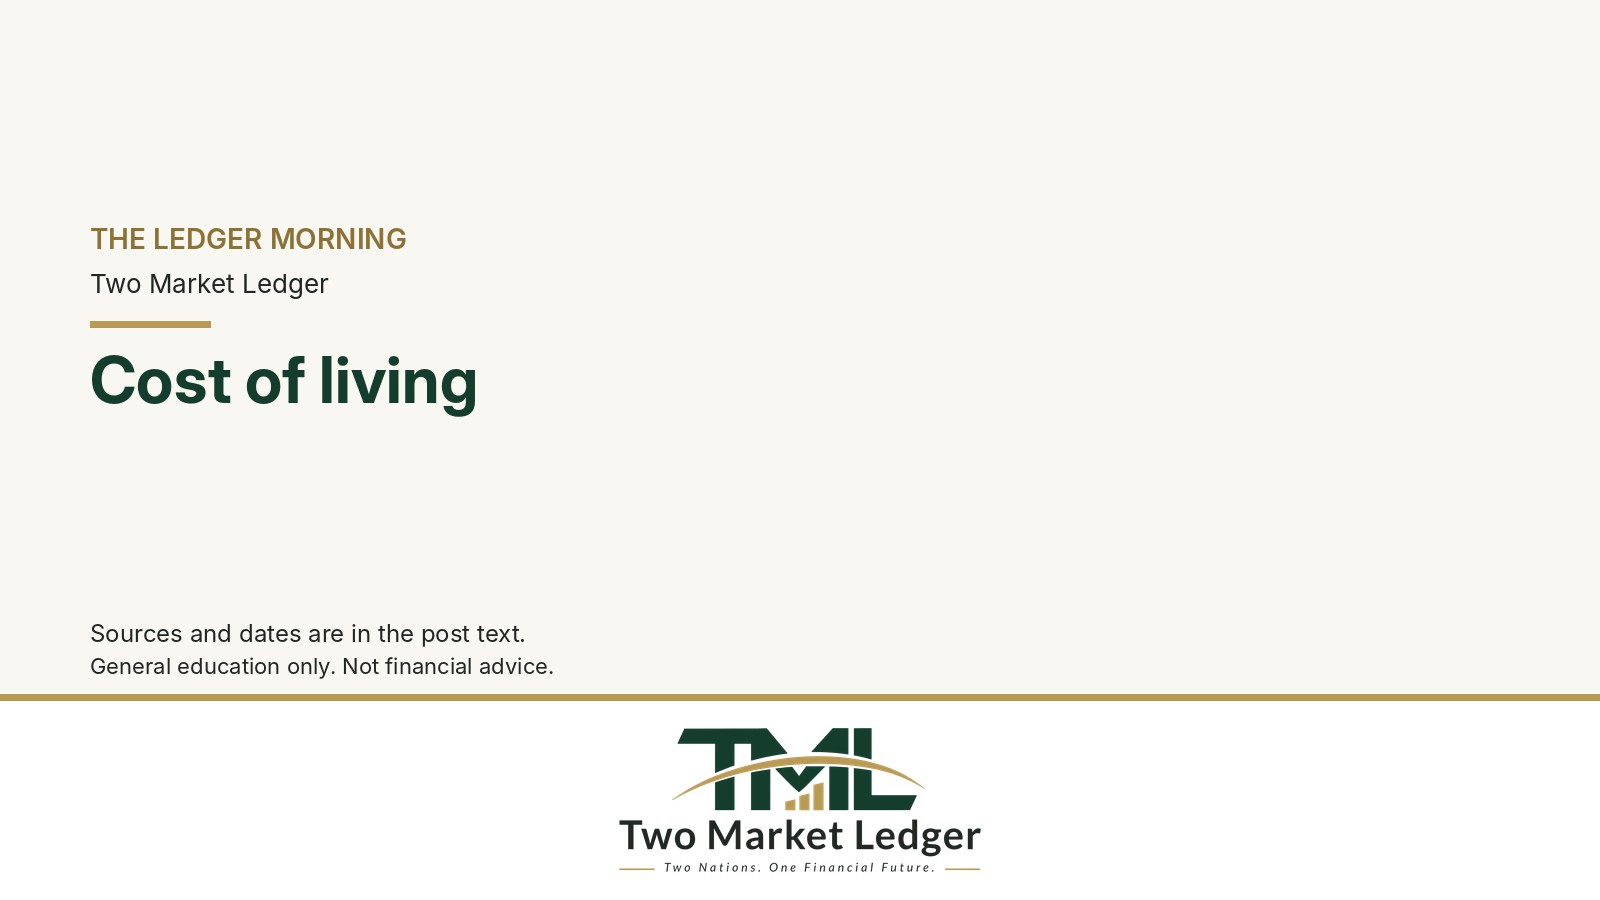 THE LEDGER MORNING
Two Market Ledger
Cost of living
Sources and dates are in the post text.
General education only. Not financial advice.
TML
Two Market Ledger
Two Nations. One Financial Future.